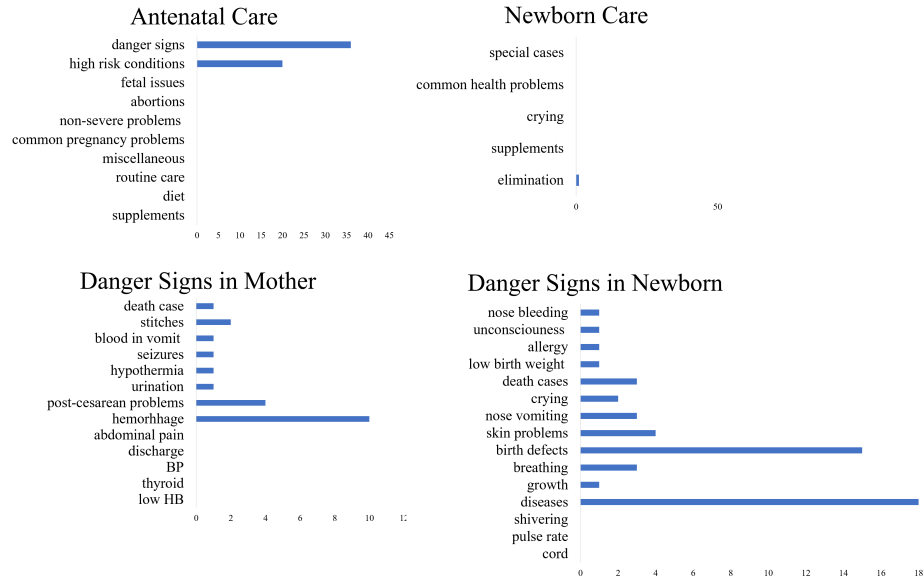 Antenatal Care
danger signs
high risk conditions
fetal issues
abortions
non-severe problems
common pregnancy problems
miscellaneous
routine care
diet
supplements
0 5 10 15 20 25 30 35 40 45
Newborn Care
special cases
common health problems
crying
supplements
elimination
0 50
Danger Signs in Mother
death case
stitches
blood in vomit
seizures
hypothermia
urination
post-cesarean problems
hemorhhage
abdominal pain
discharge
BP
thyroid
low HB
0 2 4 6 8 10 12
Danger Signs in Newborn
nose bleeding
unconsciousness
allergy
low birth weight
death cases
crying
nose vomiting
skin problems
birth defects
breathing
growth
diseases
shivering
pulse rate
cord
0 2 4 6 8 10 12 14 16 18